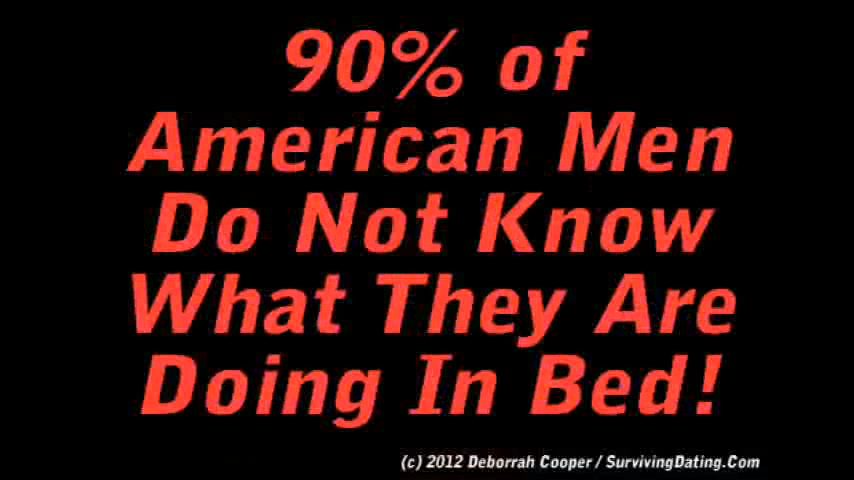 90% of
American Men
Do Not Know
What They Are
Doing In Bed!
(c) 2012 Deborrah Cooper / SurvivingDating.Com